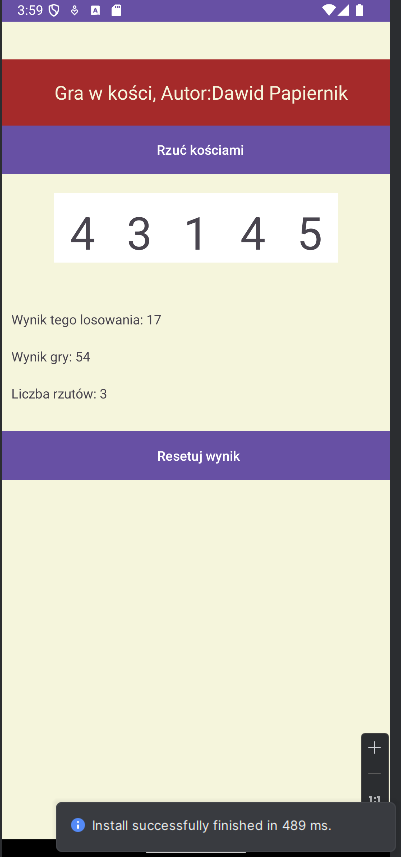 3:59
Gra w kości, Autor:Dawid Papiernik
Rzuć kościami
4 3 1 4 5
Wynik tego losowania: 17
Wynik gry: 54
Liczba rzutów: 3
Resetuj wynik
1:1
Install successfully finished in 489 ms.